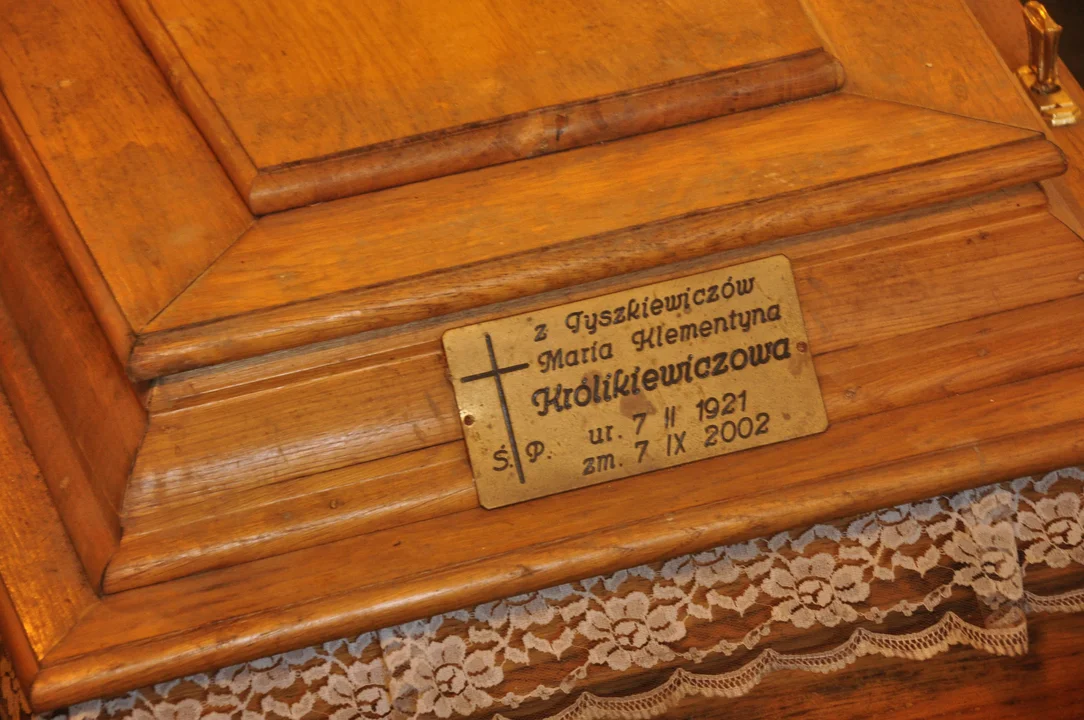 z Tyszkiewiczów
Maria Klementyna
Królikiewiczowa
ur. 7 II 1921
Ś. P.
zm. 7 IX 2002